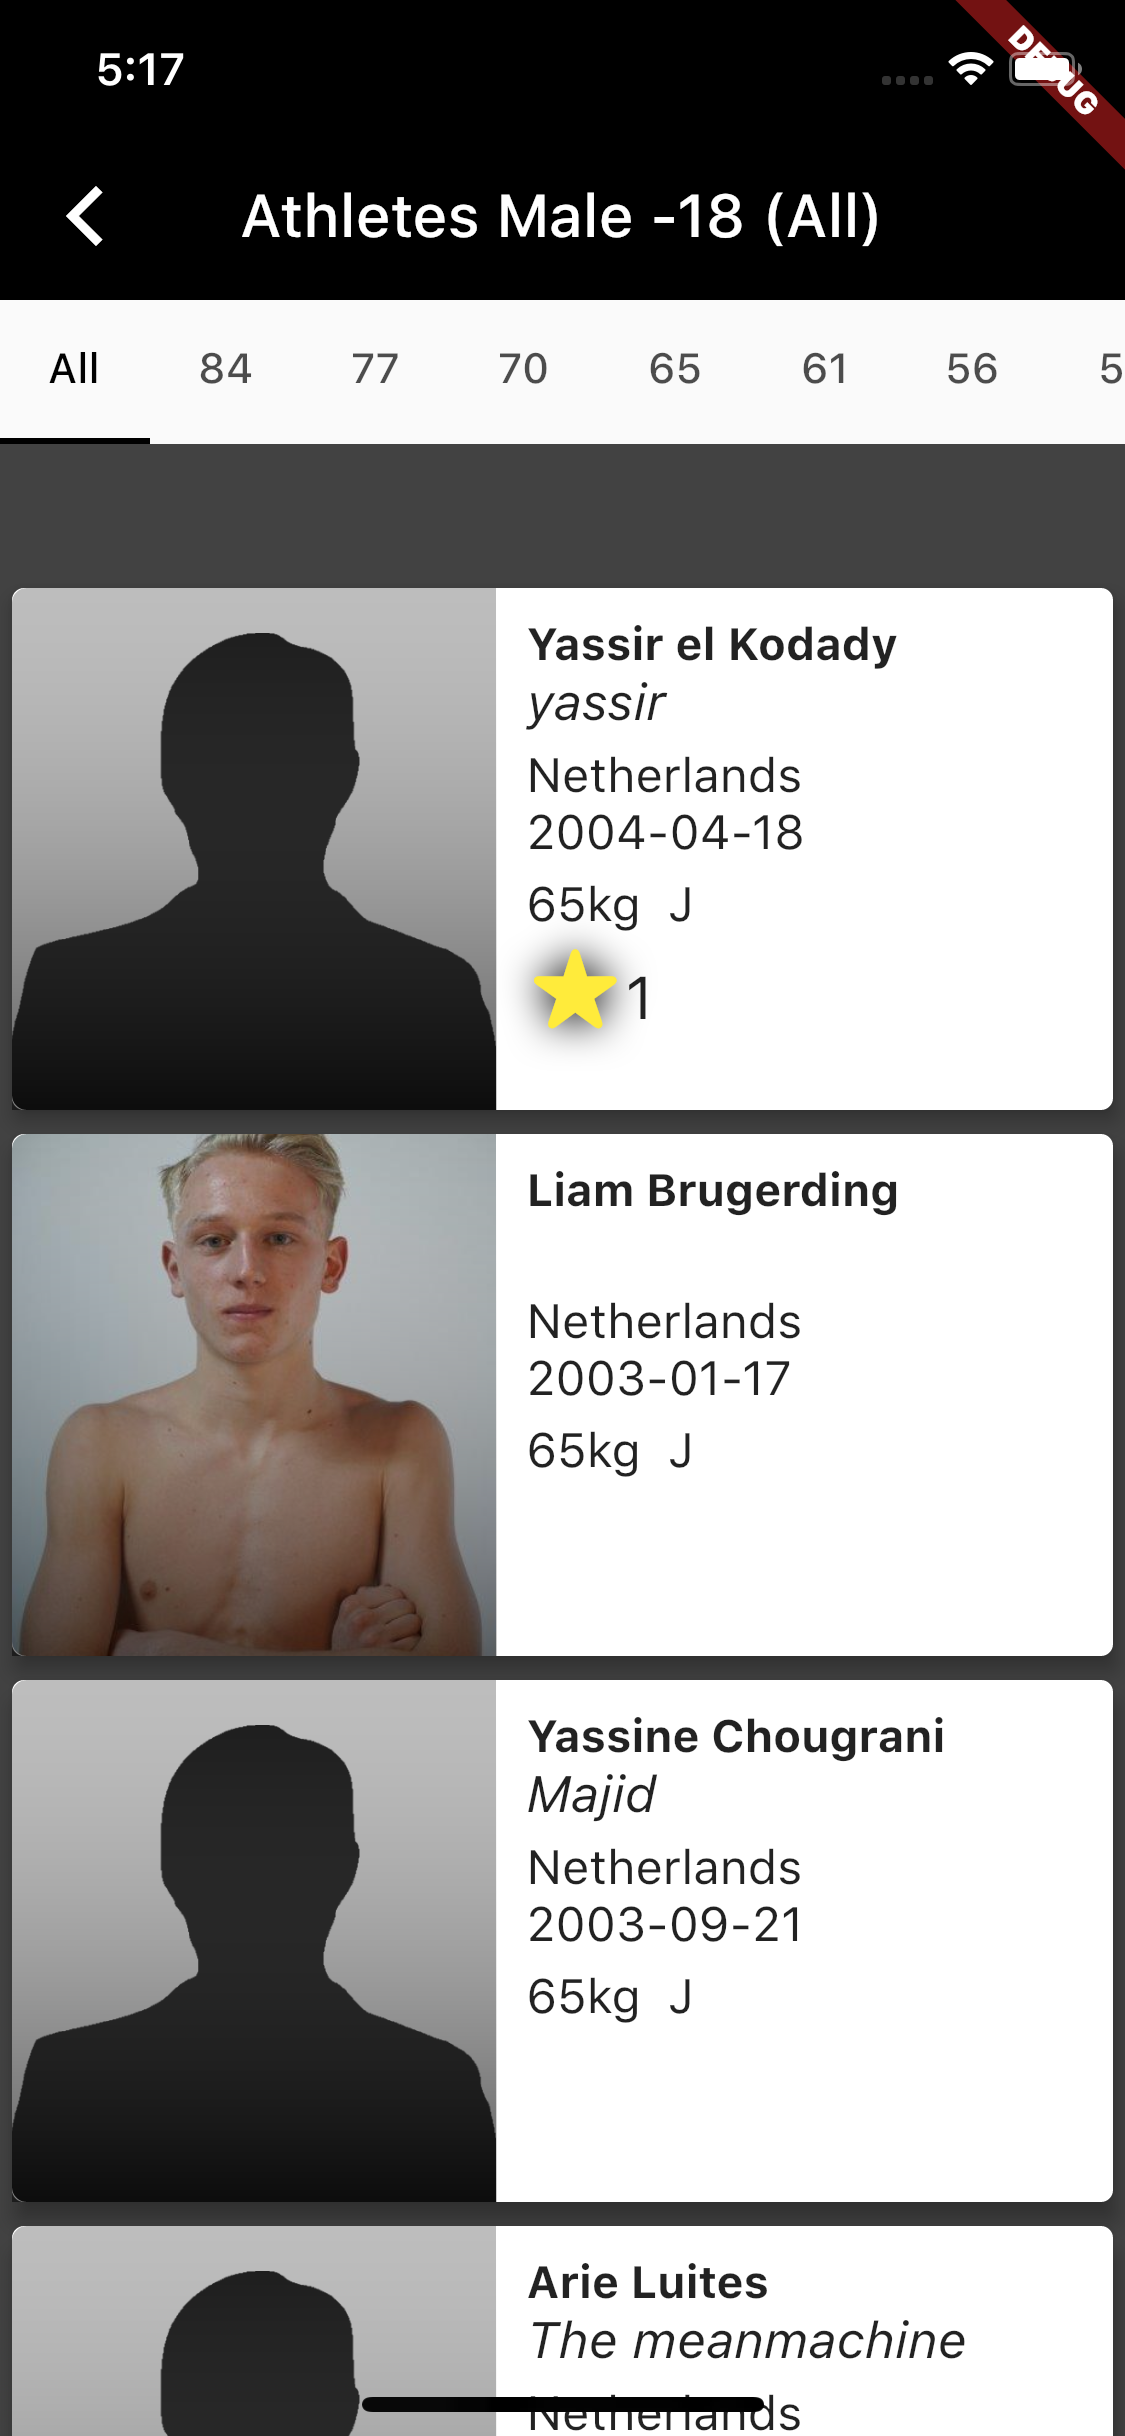 5:17
DEBUG
Athletes Male -18 (All)
All 84 77 70 65 61 56 5
Yassir el Kodady
yassir
Netherlands
2004-04-18
65kg J
1
Liam Brugerding
Netherlands
2003-01-17
65kg J
Yassine Chougrani
Majid
Netherlands
2003-09-21
65kg J
Arie Luites
The meanmachine
Netherlands